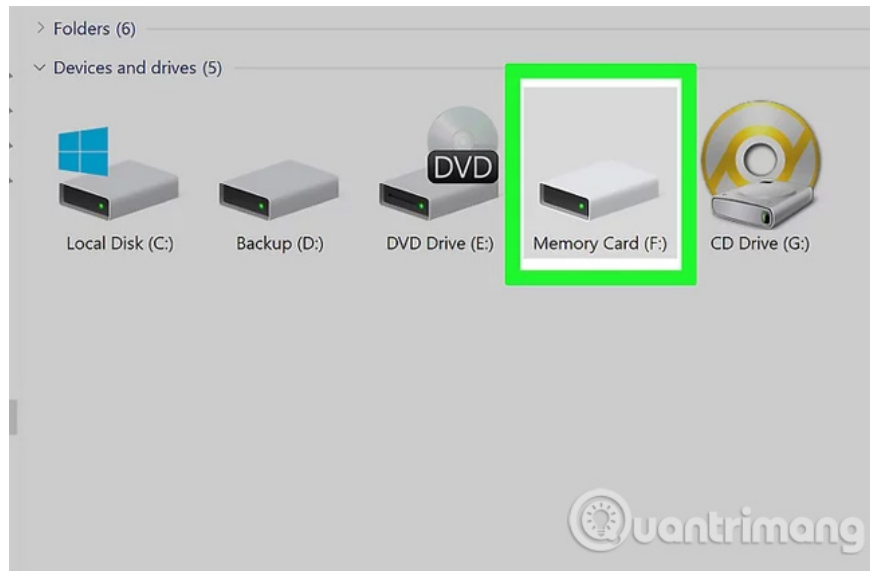 Folders (6)
Devices and drives (5)
DVD
Local Disk (C:)
Backup (D:)
DVD Drive (E:)
Memory Card (F:)
CD Drive (G:)
Quantrimang